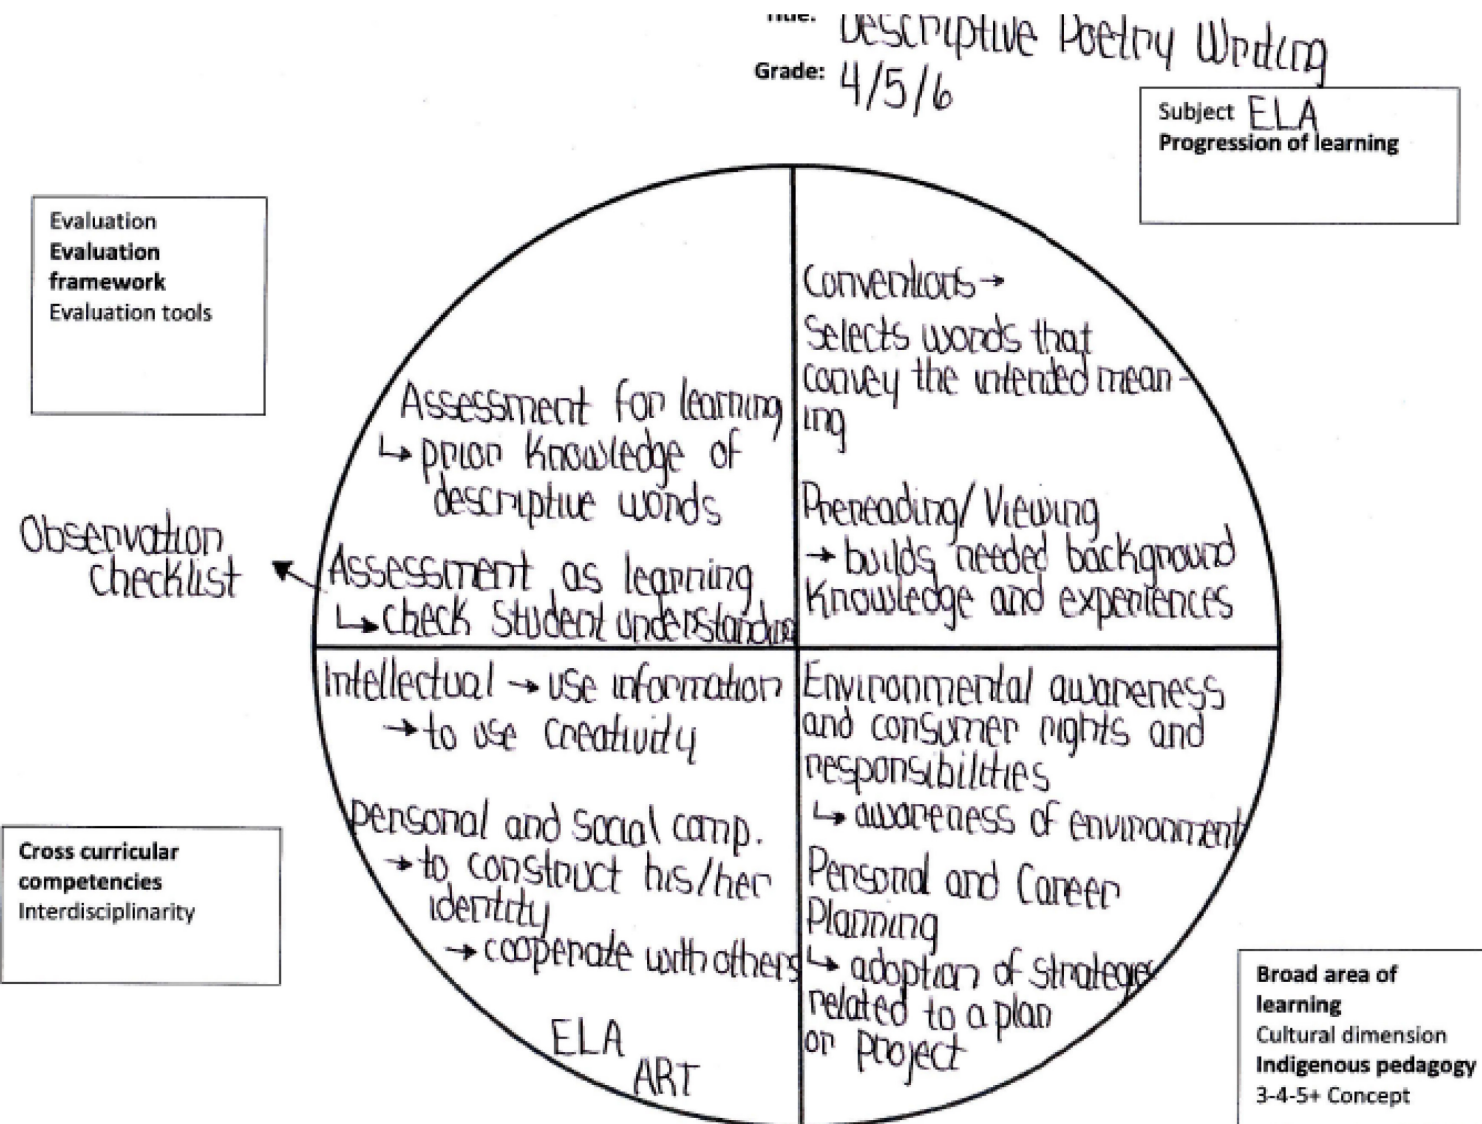 Title: Descriptive Poetry Writing
Grade: 4/5/6
Subject ELA
Progression of learning
Evaluation
Evaluation
framework
Evaluation tools
Conventions →
Selects words that
convey the intended mean-
ing
Prereading/Viewing
→ builds needed background
Knowledge and experiences
Assessment for learning
↳ prior Knowledge of
descriptive words
Assessment as learning
↳ check Student understanding
Observation
checklist
Intellectual → use information
→ to use creativity
personal and social comp.
→ to construct his/her
identity
→ cooperate with others
ELA
ART
Environmental awareness
and consumer rights and
responsibilities
↳ awareness of environment
Personal and Career
Planning
↳ adoption of strategies
related to a plan
or project
Cross curricular
competencies
Interdisciplinarity
Broad area of
learning
Cultural dimension
Indigenous pedagogy
3-4-5+ Concept